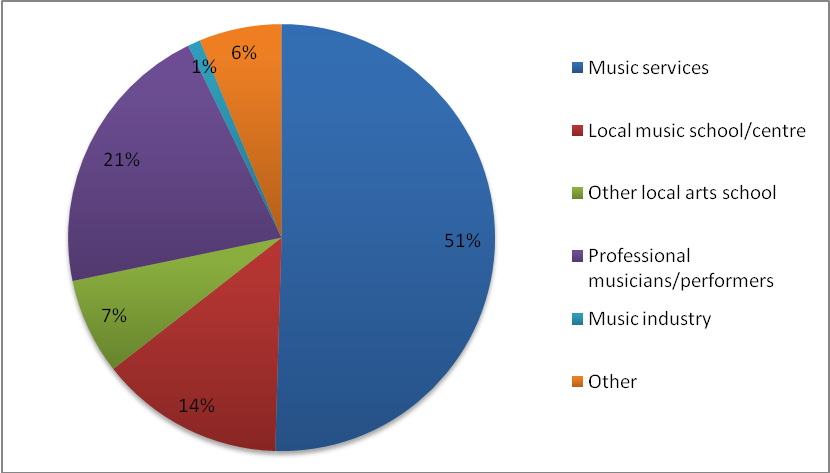 51%
14%
7%
21%
1%
6%
Music services
Local music school/centre
Other local arts school
Professional
musicians/performers
Music industry
Other